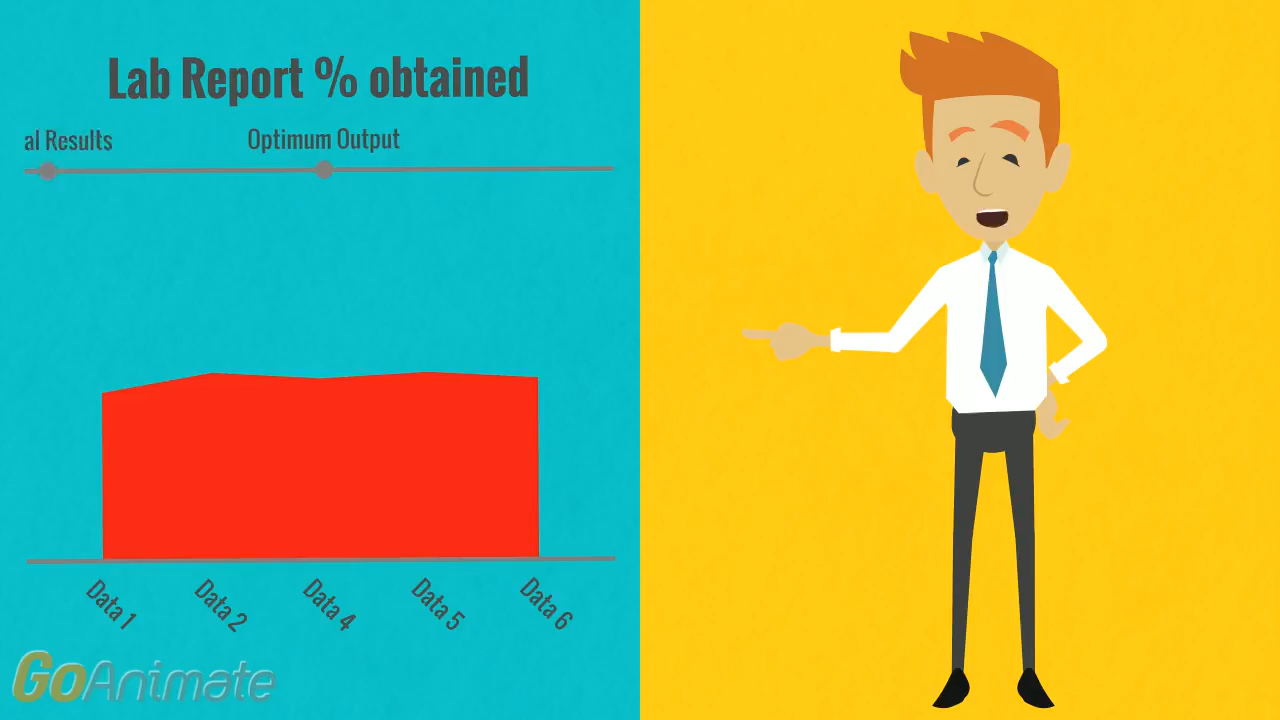 Lab Report % obtained
al Results
Optimum Output
Data 1
Data 2
Data 4
Data 5
Data 6
GoAnimate